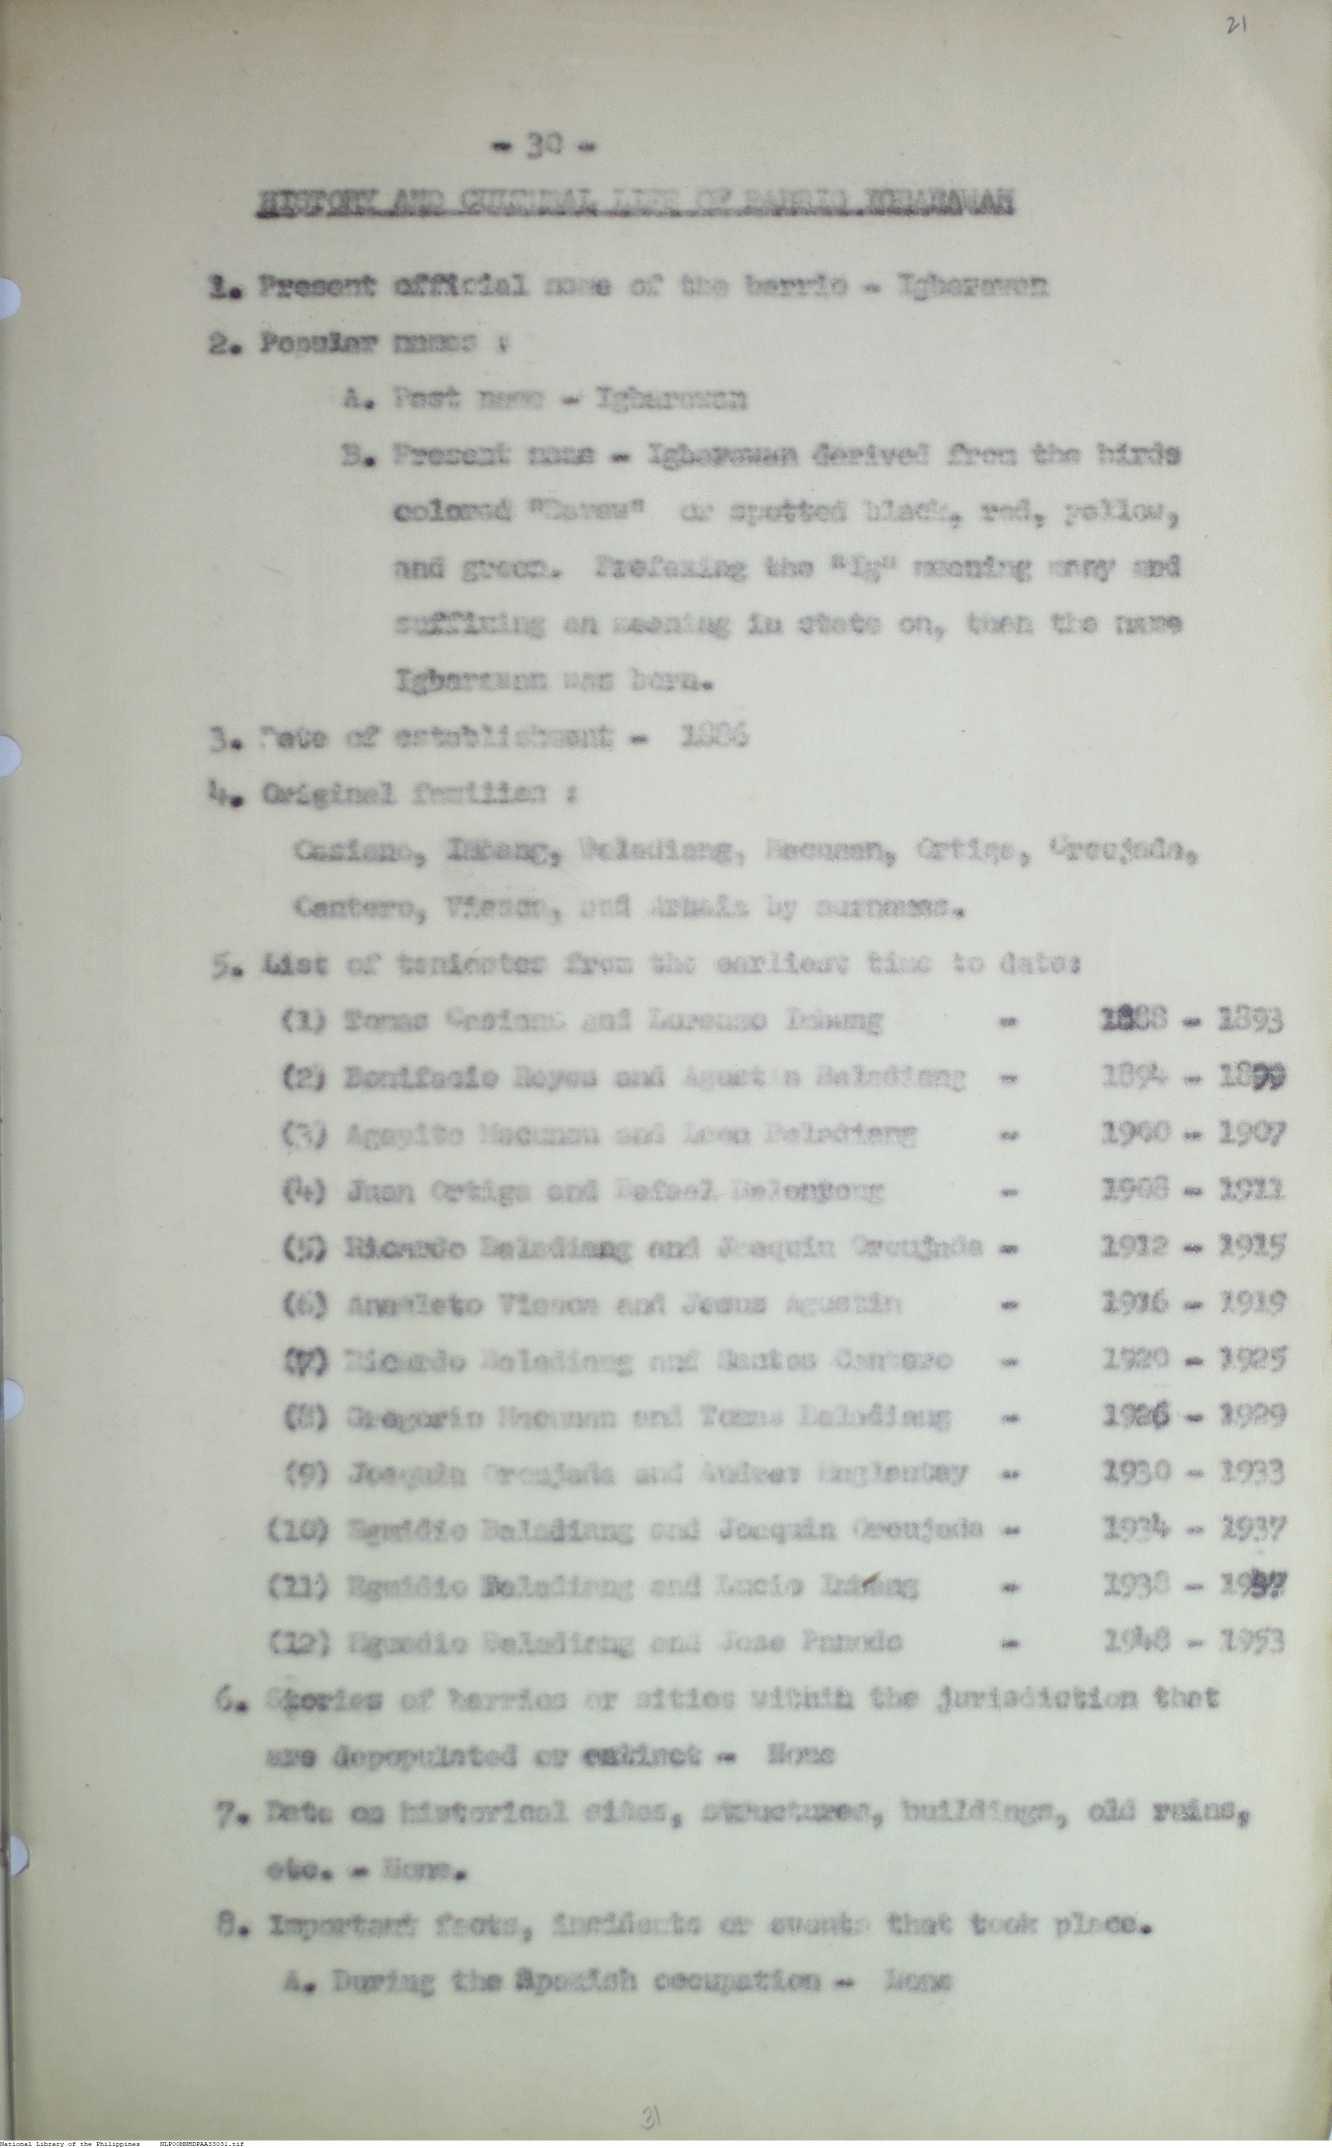 21
- 30 -
HISTORY AND CULTURAL LIFE OF BARRIO IGBARAWAN
1. Present official name of the barrio - Igbarawan
2. Popular names :
A. Past name - Igbarawan
B. Present name - Igbarawan derived from the birds
colored "Baraw" or spotted black, red, yellow,
and green. Prefaxing the "Ig" meaning many and
suffixing an meaning in state on, then the name
Igbarawan was born.
3. Date of establishment - 1886
4. Original families :
Casiano, Imbang, Baladiang, Macunan, Ortiga, Orcujada,
Cantero, and by surnames.
5. List of tenientes from the earliest time to date:
(1) Tomas Casiano and Lorenzo - 1888 - 1893
(2) Bonifacio Reyes and Agustin Baladiang - 1894 - 1899
(3) Agapito Macunan and Leon Baladiang - 1900 - 1907
(4) Juan Ortiga and Rafael - 1908 - 1911
(5) Ricardo Baladiang and Joaquin Orcujada - 1912 - 1915
(6) Anacleto and Jesus Agustin - 1916 - 1919
(7) Ricardo Baladiang and Santos Cantero - 1920 - 1925
(8) Gregorio Macunan and Tomas Baladiang - 1926 - 1929
(9) Joaquin Orcujada and Andres - 1930 - 1933
(10) Egmidio Baladiang and Joaquin Orcujada - 1934 - 1937
(11) Egmidio Baladiang and Lucio Imbang - 1938 - 1947
(12) Baladiang and Jose - 1948 - 1953
6. Stories of barrios or sitios within the jurisdiction that
are depopulated or extinct - None
7. Data on historical sites, structures, buildings, old ruins,
etc. - None.
8. Important facts, incidents or events that took place.
A. During the Spanish occupation - None
31
National Library of the Philippines